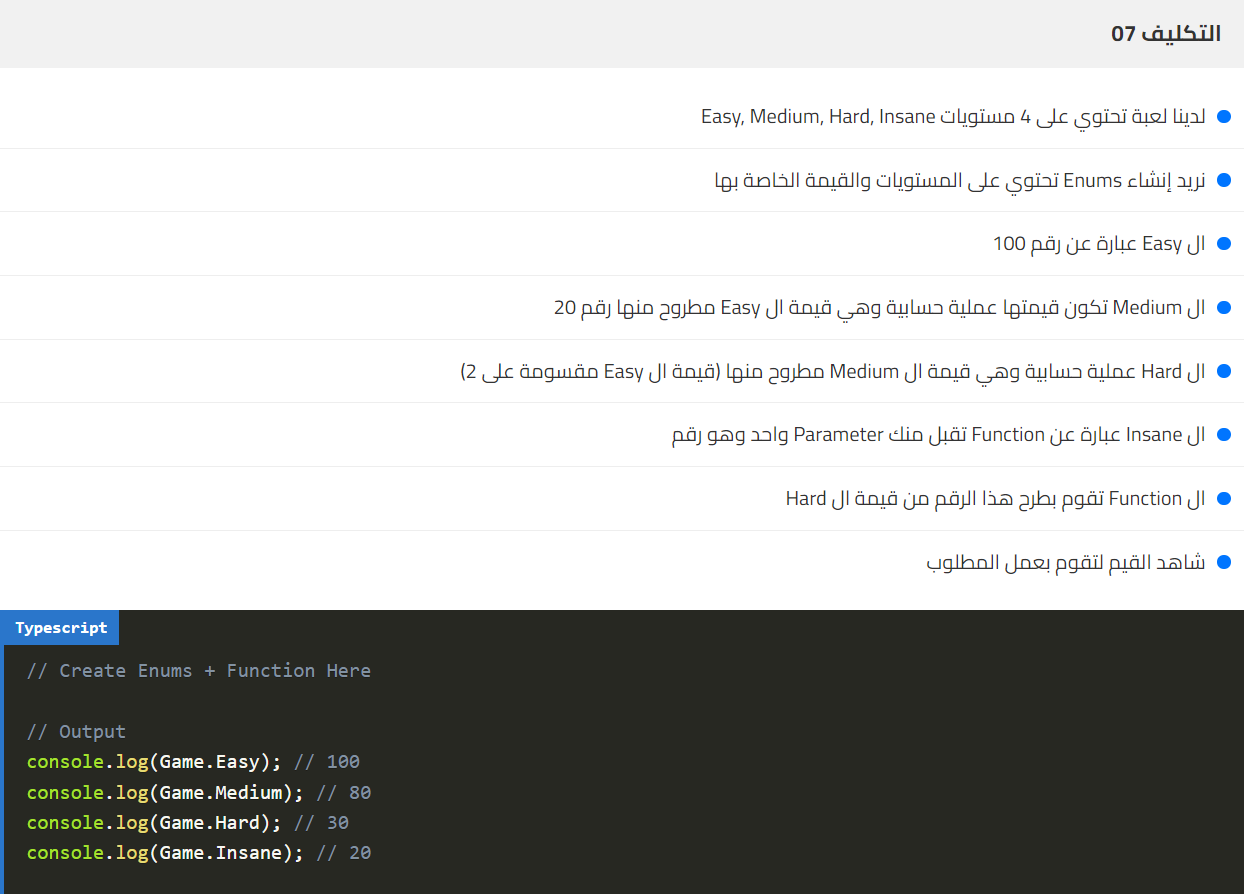 التكليف 07
لدينا لعبة تحتوي على 4 مستويات Easy, Medium, Hard, Insane
نريد إنشاء Enums تحتوي على المستويات والقيمة الخاصة بها
ال Easy عبارة عن رقم 100
ال Medium تكون قيمتها عملية حسابية وهي قيمة ال Easy مطروح منها رقم 20
ال Hard عملية حسابية وهي قيمة ال Medium مطروح منها (قيمة ال Easy مقسومة على 2)
ال Insane عبارة عن Function تقبل منك Parameter واحد وهو رقم
ال Function تقوم بطرح هذا الرقم من قيمة ال Hard
شاهد القيم لتقوم بعمل المطلوب
Typescript
// Create Enums + Function Here
// Output
console.log(Game.Easy); // 100
console.log(Game.Medium); // 80
console.log(Game.Hard); // 30
console.log(Game.Insane); // 20